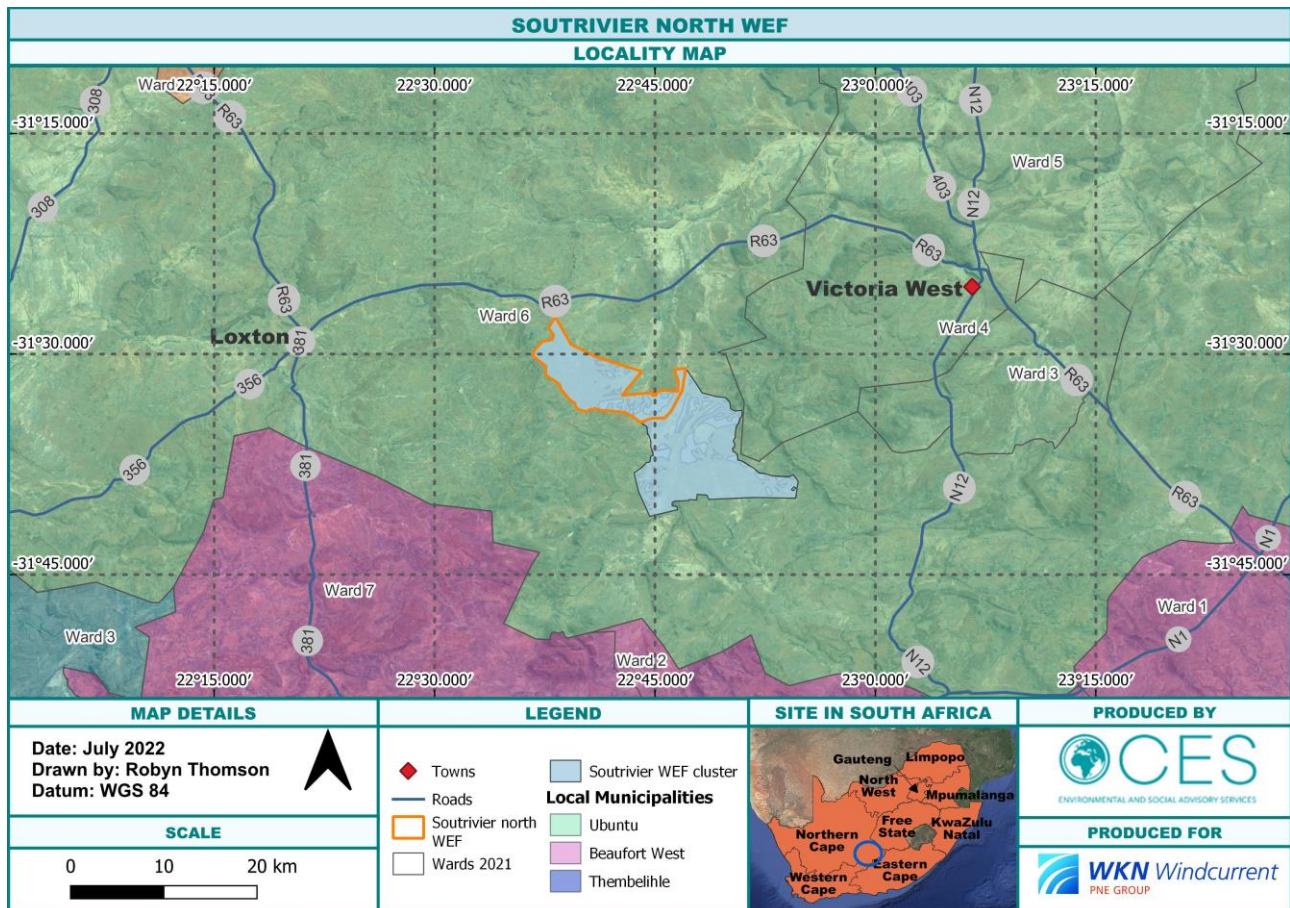 SOUTRIVIER NORTH WEF
LOCALITY MAP
Ward
22°15.000'
22°30.000'
22°45.000'
23°0.000'
23°15.000'
308
R63
403
N12
-31°15.000'
-31°15.000'
Ward 5
308
403
N12
R63
R63
R63
Victoria West
R63
Ward 6
Ward 4
Loxton
381
-31°30.000'
-31°30.000'
356
Ward 3
R63
356
381
N12
R63
N1
-31°45.000'
-31°45.000'
Ward 7
Ward 1
Ward 3
381
N1
Ward 2
N12
22°15.000'
22°30.000'
22°45.000'
23°0.000'
23°15.000'
MAP DETAILS
Date: July 2022
Drawn by: Robyn Thomson
Datum: WGS 84
SCALE
0 10 20 km
LEGEND
Towns
Roads
Soutrivier north
WEF
Wards 2021
Soutrivier WEF cluster
Local Municipalities
Ubuntu
Beaufort West
Thembelihle
SITE IN SOUTH AFRICA
Gauteng
Limpopo
North
West
Mpumalanga
Free
State
KwaZulu
Natal
Northern
Cape
Eastern
Cape
Western
Cape
PRODUCED BY
CES
ENVIRONMENTAL AND SOCIAL ADVISORY SERVICES
PRODUCED FOR
WKN Windcurrent
PNE GROUP